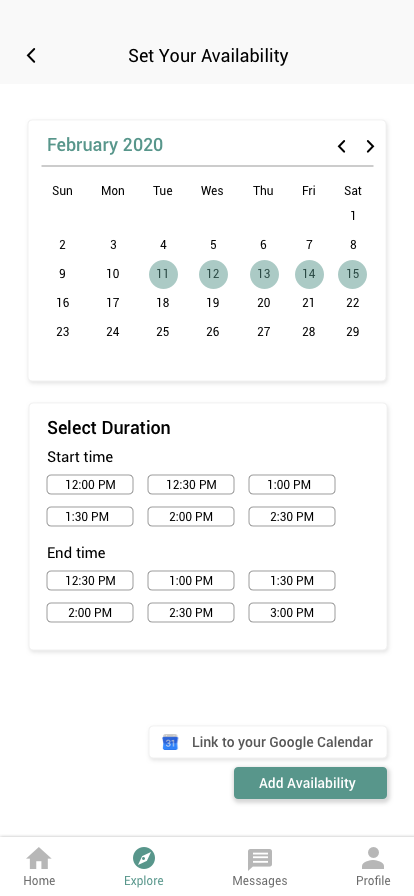 Set Your Availability
February 2020
Sun Mon Tue Wes Thu Fri Sat
1
2 3 4 5 6 7 8
9 10 11 12 13 14 15
16 17 18 19 20 21 22
23 24 25 26 27 28 29
Select Duration
Start time
12:00 PM 12:30 PM 1:00 PM
1:30 PM 2:00 PM 2:30 PM
End time
12:30 PM 1:00 PM 1:30 PM
2:00 PM 2:30 PM 3:00 PM
31 Link to your Google Calendar
Add Availability
Home Explore Messages Profile